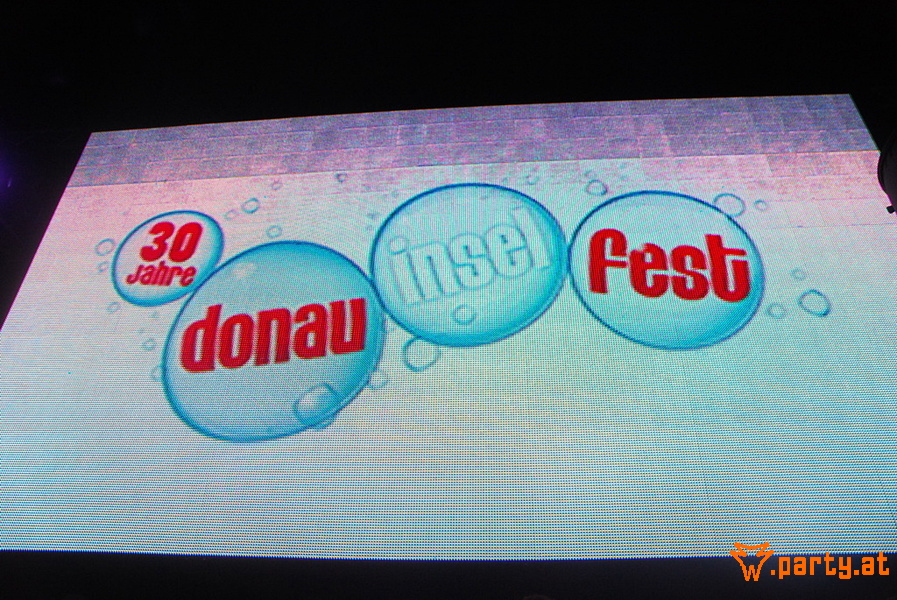 30
Jahre
donau
insel
fest
w.party.at